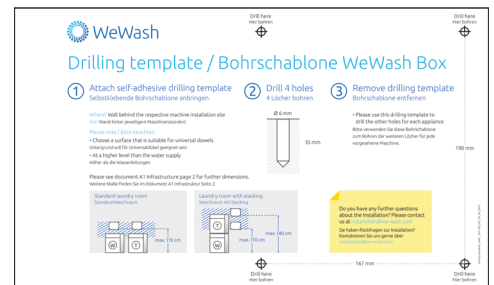 Drill here
Hier bohren
Drill here
Hier bohren
WeWash
Drilling template / Bohrschablone WeWash Box
1 Attach self-adhesive drilling template
Selbstklebende Bohrschablone anbringen
2 Drill 4 holes
4 Löcher bohren
3 Remove drilling template
Bohrschablone entfernen
Where? Wall behind the respective machine installation site
Wo? Wand hinter jeweiligem Maschinenstandort
Please note / Bitte beachten:
• Choose a surface that is suitable for universal dowels
Untergrund soll für Universaldübel geeignet sein
• At a higher level than the water supply
Höher als die Wasserleitungen
Ø 6 mm
35 mm
• Please use this drilling template to
drill the other holes for each appliance
Bitte verwenden Sie diese Bohrschablone
zum Bohren der weiteren Löcher für jede
vorgesehene Maschine.
190 mm
Please see document A1 Infrastructure page 2 for further dimensions.
Weitere Maße finden Sie im Dokument A1 Infrastruktur Seite 2.
Standard laundry room
Standard-Waschraum
max. 110 cm
W
W
Laundry room with stacking
Waschraum mit Stacking
max. 140 cm
max. 110 cm
T
W
T
W
Do you have any further questions
about the installation? Please contact
us at installation@we-wash.com
Sie haben Rückfragen zur Installation?
Kontaktieren Sie uns gerne über
installation@we-wash.com
167 mm
Drill here
Hier bohren
Drill here
Hier bohren